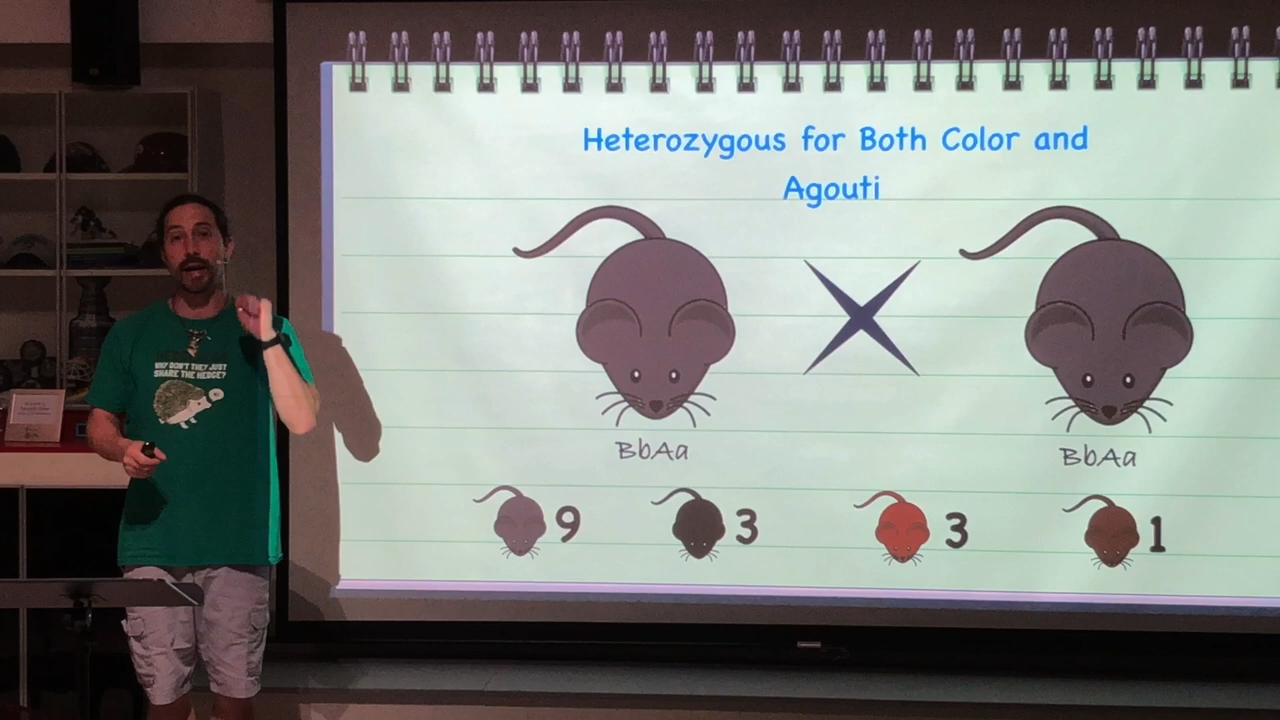 Heterozygous for Both Color and
Agouti
WHY DON'T THEY JUST
SHARE THE HEDGE?
BbAa
BbAa
9
3
3
1